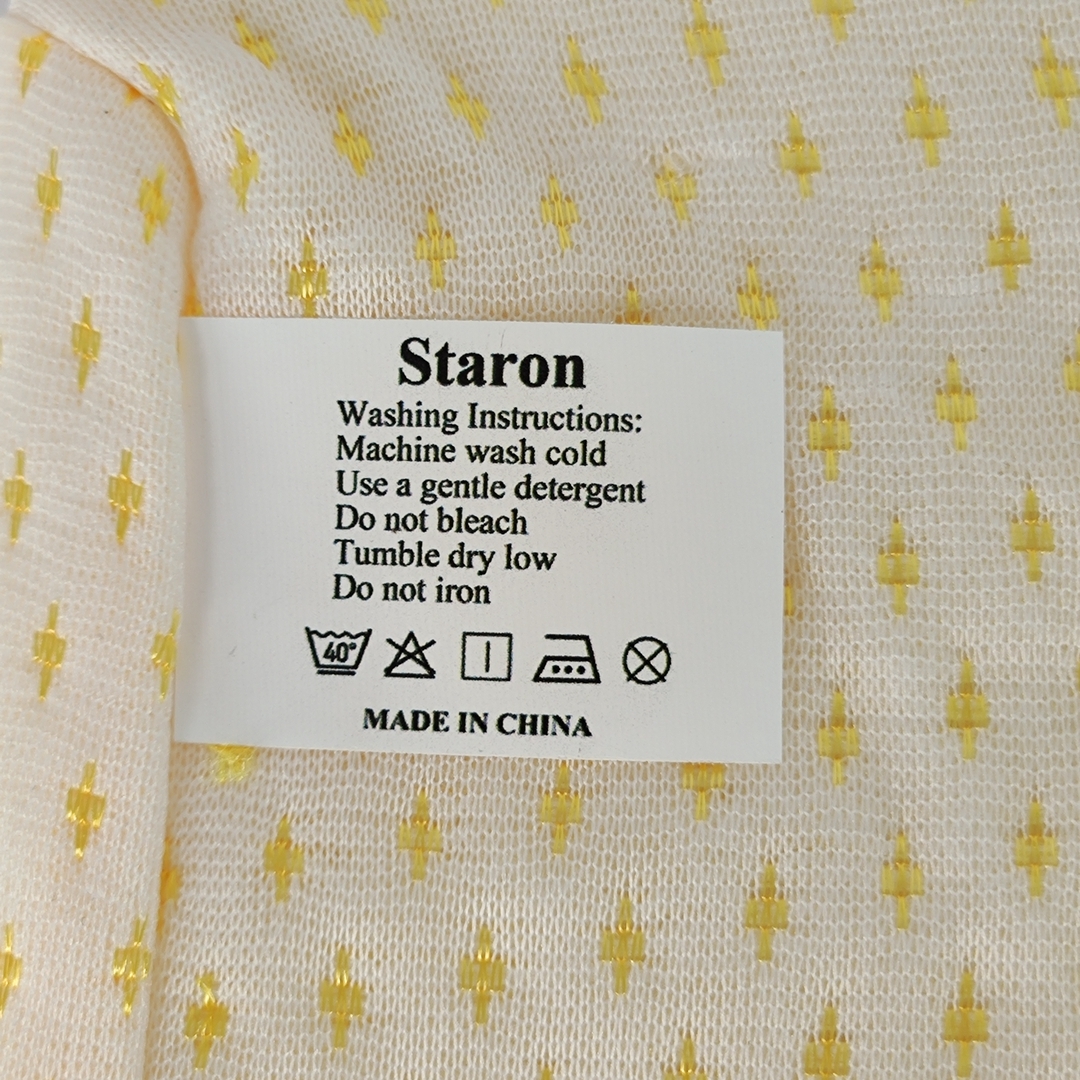 Staron
Washing Instructions:
Machine wash cold
Use a gentle detergent
Do not bleach
Tumble dry low
Do not iron
40°
MADE IN CHINA